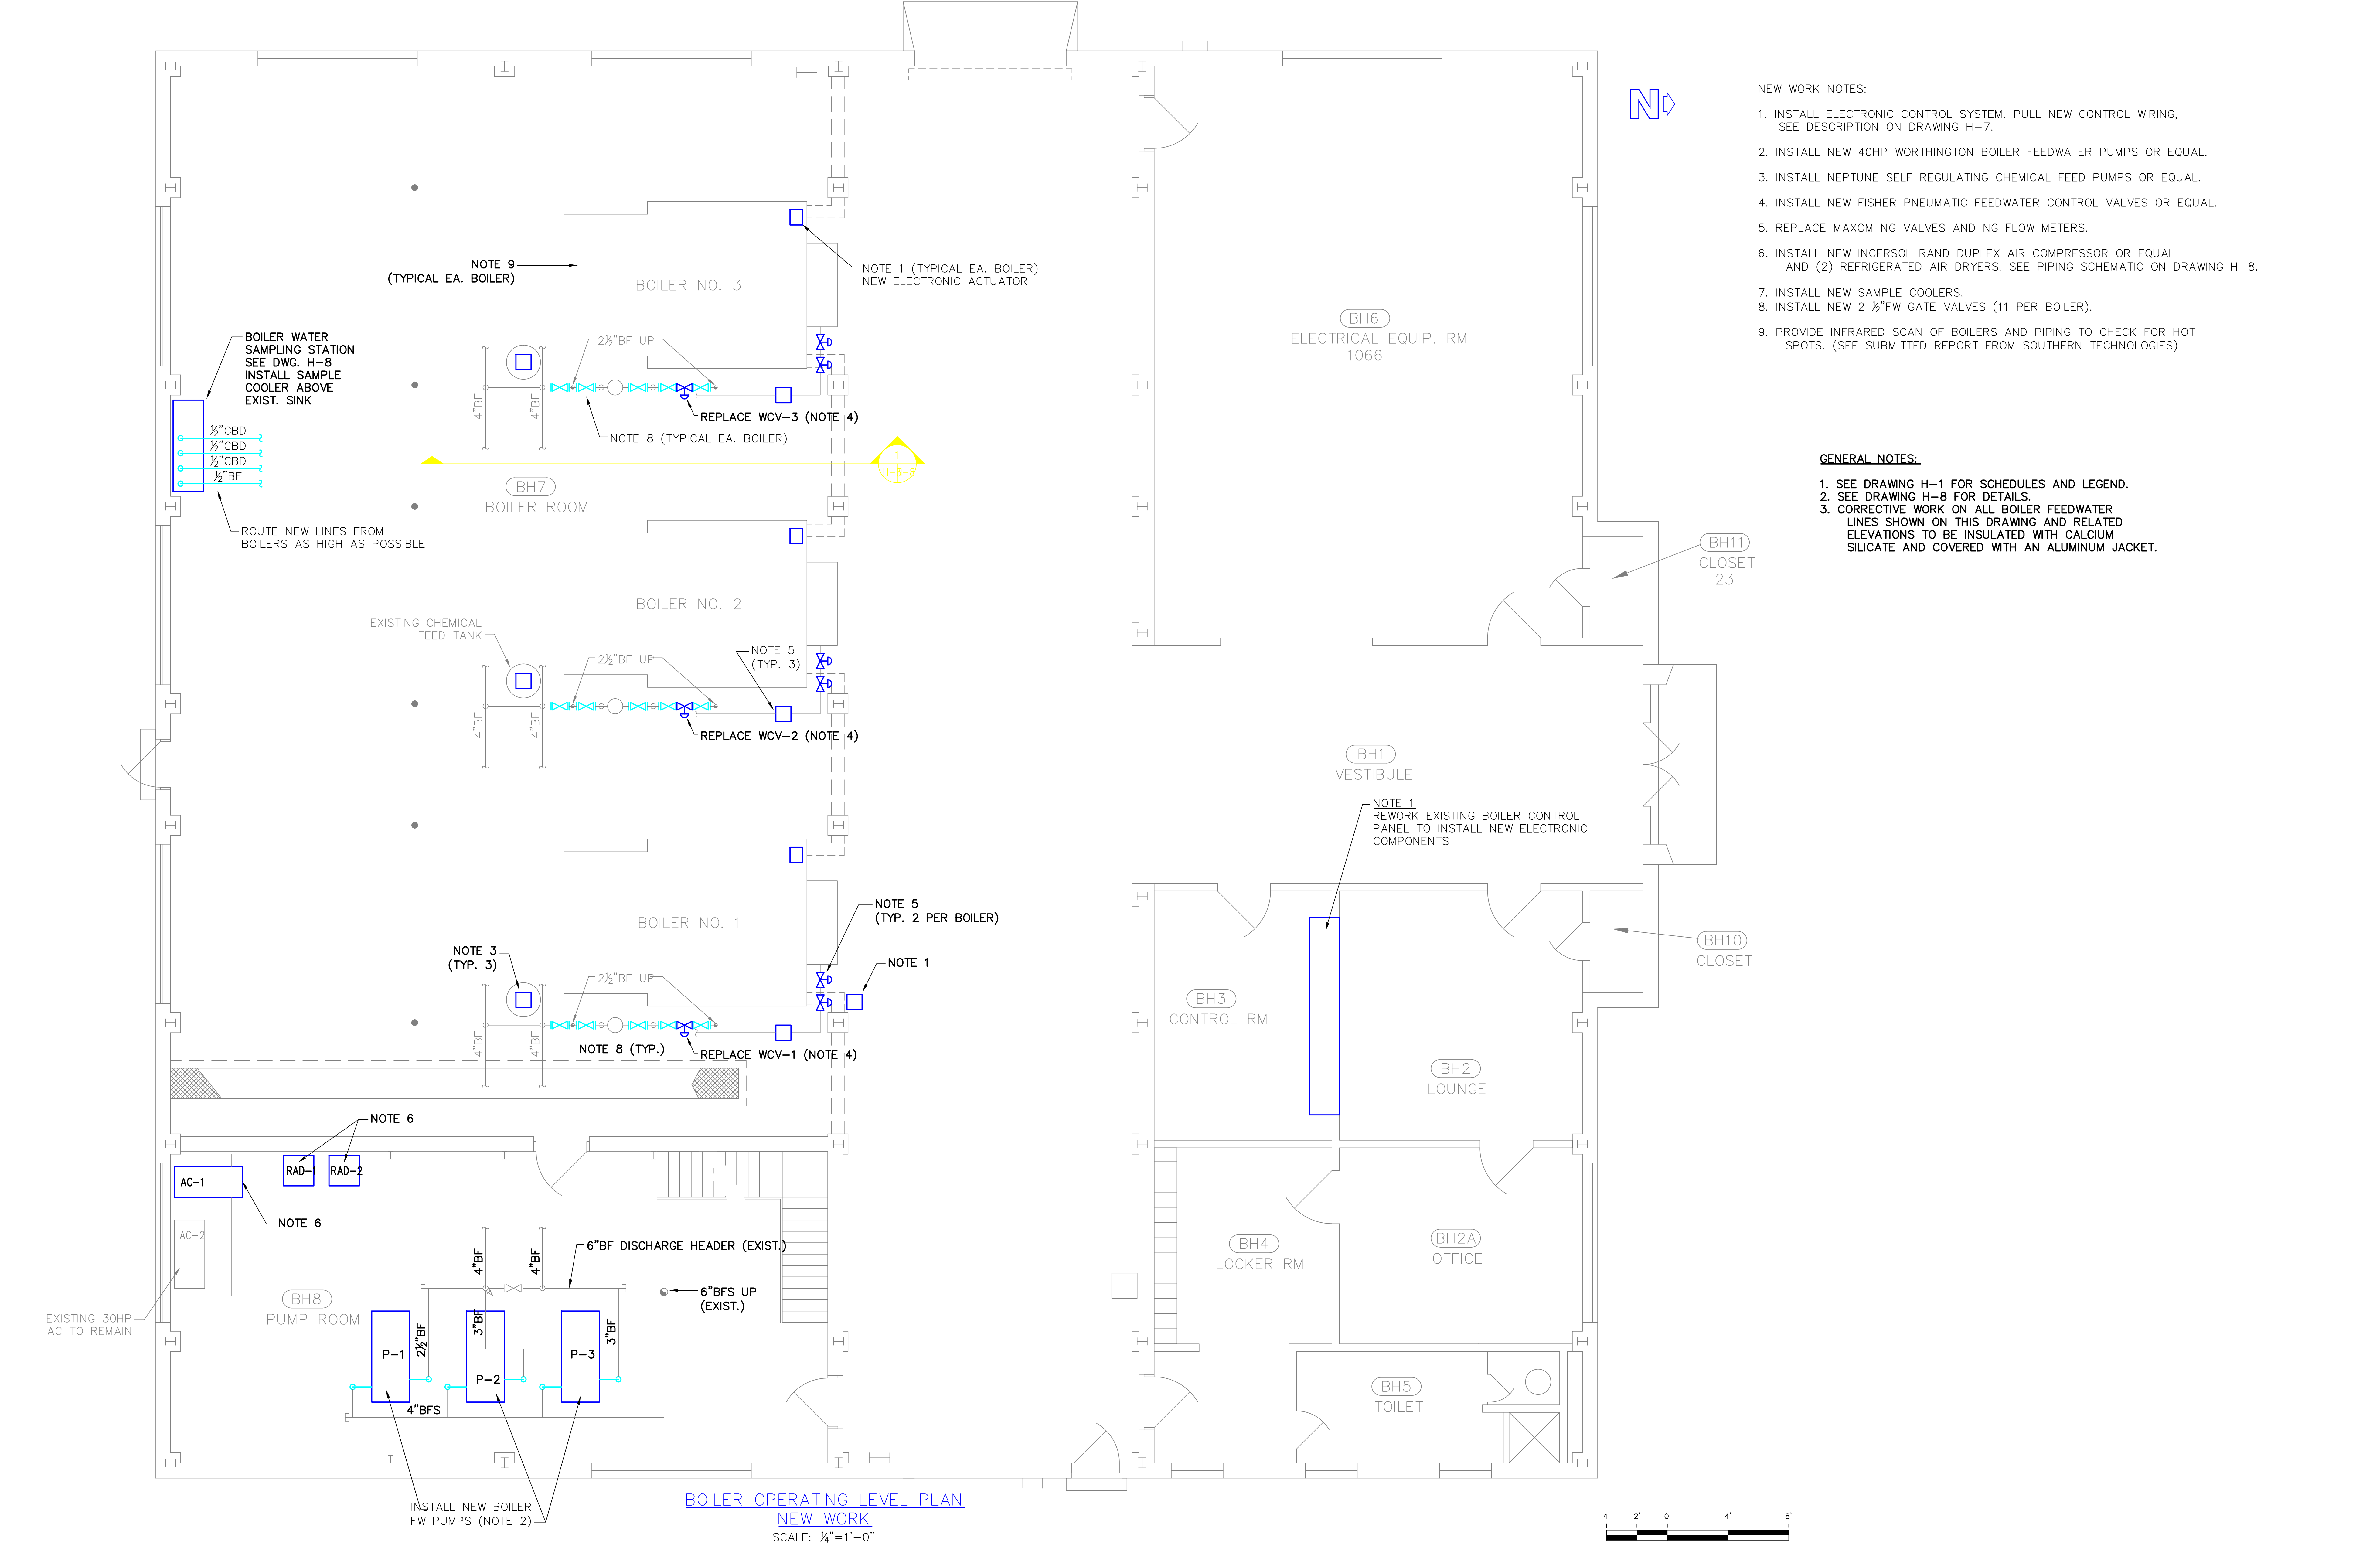 N
NEW WORK NOTES:
1. INSTALL ELECTRONIC CONTROL SYSTEM. PULL NEW CONTROL WIRING,
SEE DESCRIPTION ON DRAWING H-7.
2. INSTALL NEW 40HP WORTHINGTON BOILER FEEDWATER PUMPS OR EQUAL.
3. INSTALL NEPTUNE SELF REGULATING CHEMICAL FEED PUMPS OR EQUAL.
4. INSTALL NEW FISHER PNEUMATIC FEEDWATER CONTROL VALVES OR EQUAL.
5. REPLACE MAXOM NG VALVES AND NG FLOW METERS.
6. INSTALL NEW INGERSOL RAND DUPLEX AIR COMPRESSOR OR EQUAL
AND (2) REFRIGERATED AIR DRYERS. SEE PIPING SCHEMATIC ON DRAWING H-8.
7. INSTALL NEW SAMPLE COOLERS.
8. INSTALL NEW 2 ½"FW GATE VALVES (11 PER BOILER).
9. PROVIDE INFRARED SCAN OF BOILERS AND PIPING TO CHECK FOR HOT
SPOTS. (SEE SUBMITTED REPORT FROM SOUTHERN TECHNOLOGIES)
GENERAL NOTES:
1. SEE DRAWING H-1 FOR SCHEDULES AND LEGEND.
2. SEE DRAWING H-8 FOR DETAILS.
3. CORRECTIVE WORK ON ALL BOILER FEEDWATER
LINES SHOWN ON THIS DRAWING AND RELATED
ELEVATIONS TO BE INSULATED WITH CALCIUM
SILICATE AND COVERED WITH AN ALUMINUM JACKET.
NOTE 9
(TYPICAL EA. BOILER)
BOILER NO. 3
NOTE 1 (TYPICAL EA. BOILER)
NEW ELECTRONIC ACTUATOR
BH6
ELECTRICAL EQUIP. RM
1066
BOILER WATER
SAMPLING STATION
SEE DWG. H-8
INSTALL SAMPLE
COOLER ABOVE
EXIST. SINK
2½"BF UP
4"BF
4"BF
REPLACE WCV-3 (NOTE 4)
NOTE 8 (TYPICAL EA. BOILER)
½"CBD
½"CBD
½"CBD
½"BF
1
BH7
BOILER ROOM
ROUTE NEW LINES FROM
BOILERS AS HIGH AS POSSIBLE
BH11
CLOSET
23
BOILER NO. 2
EXISTING CHEMICAL
FEED TANK
2½"BF UP
NOTE 5
(TYP. 3)
4"BF
4"BF
REPLACE WCV-2 (NOTE 4)
BH1
VESTIBULE
NOTE 1
REWORK EXISTING BOILER CONTROL
PANEL TO INSTALL NEW ELECTRONIC
COMPONENTS
BOILER NO. 1
NOTE 5
(TYP. 2 PER BOILER)
NOTE 3
(TYP. 3)
NOTE 1
2½"BF UP
4"BF
4"BF
NOTE 8 (TYP.)
REPLACE WCV-1 (NOTE 4)
BH10
CLOSET
BH3
CONTROL RM
BH2
LOUNGE
NOTE 6
RAD-1
RAD-2
AC-1
NOTE 6
AC-2
4"BF
4"BF
6"BF DISCHARGE HEADER (EXIST.)
6"BFS UP
(EXIST.)
BH8
PUMP ROOM
EXISTING 30HP
AC TO REMAIN
2½"BF
3"BF
3"BF
P-1
P-2
P-3
4"BFS
BH4
LOCKER RM
BH2A
OFFICE
BH5
TOILET
INSTALL NEW BOILER
FW PUMPS (NOTE 2)
BOILER OPERATING LEVEL PLAN
NEW WORK
SCALE: ¼"=1'-0"
4' 2' 0 4' 8'